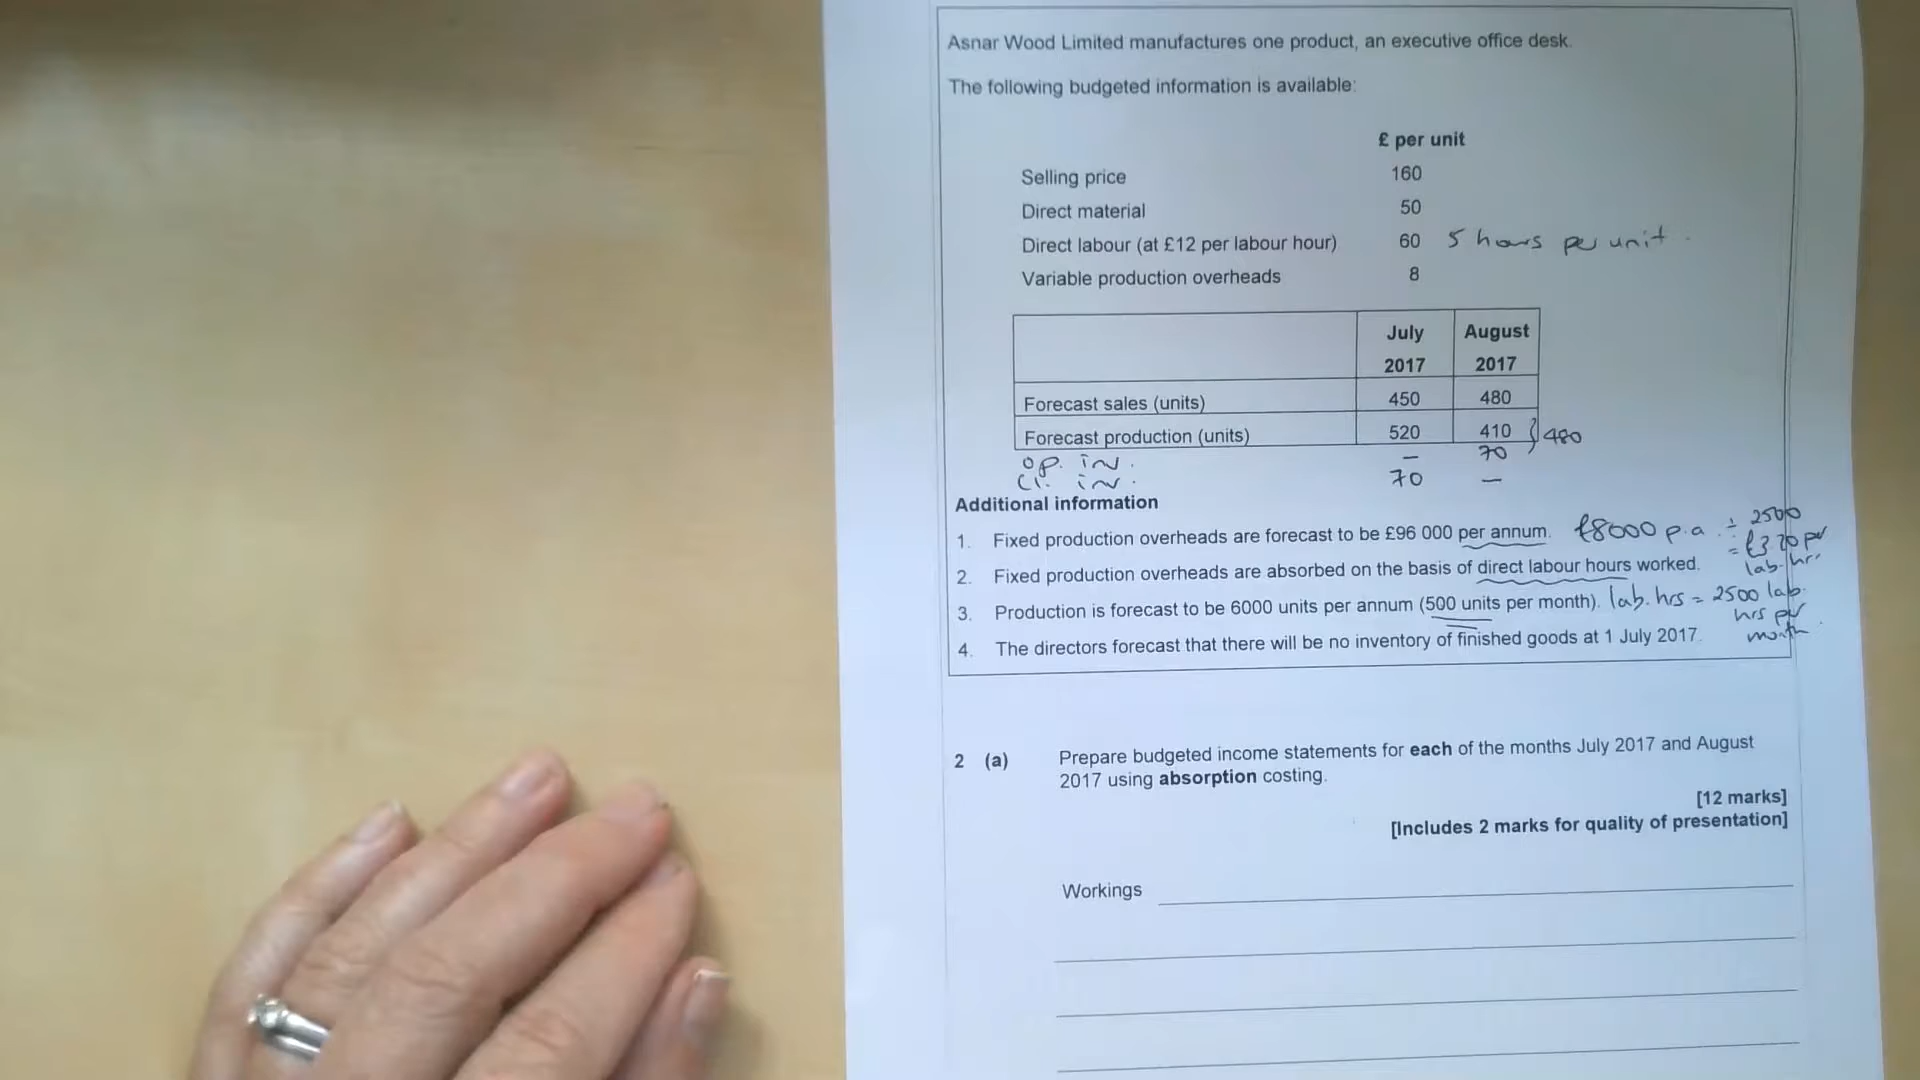 Asnar Wood Limited manufactures one product, an executive office desk.
The following budgeted information is available:
£ per unit
Selling price 160
Direct material 50
Direct labour (at £12 per labour hour) 60 5 hours per unit.
Variable production overheads 8
July 2017 August 2017
Forecast sales (units) 450 480
Forecast production (units) 520 410 } 480
op. inv. – 70
cl. inv. 70 –
Additional information
1. Fixed production overheads are forecast to be £96 000 per annum. £8000 p.a. ÷ 2500
= £3.20 per
2. Fixed production overheads are absorbed on the basis of direct labour hours worked. lab. hr.
3. Production is forecast to be 6000 units per annum (500 units per month). lab. hrs = 2500 lab.
hrs per
4. The directors forecast that there will be no inventory of finished goods at 1 July 2017. month.
2 (a) Prepare budgeted income statements for each of the months July 2017 and August
2017 using absorption costing.
[12 marks]
[Includes 2 marks for quality of presentation]
Workings